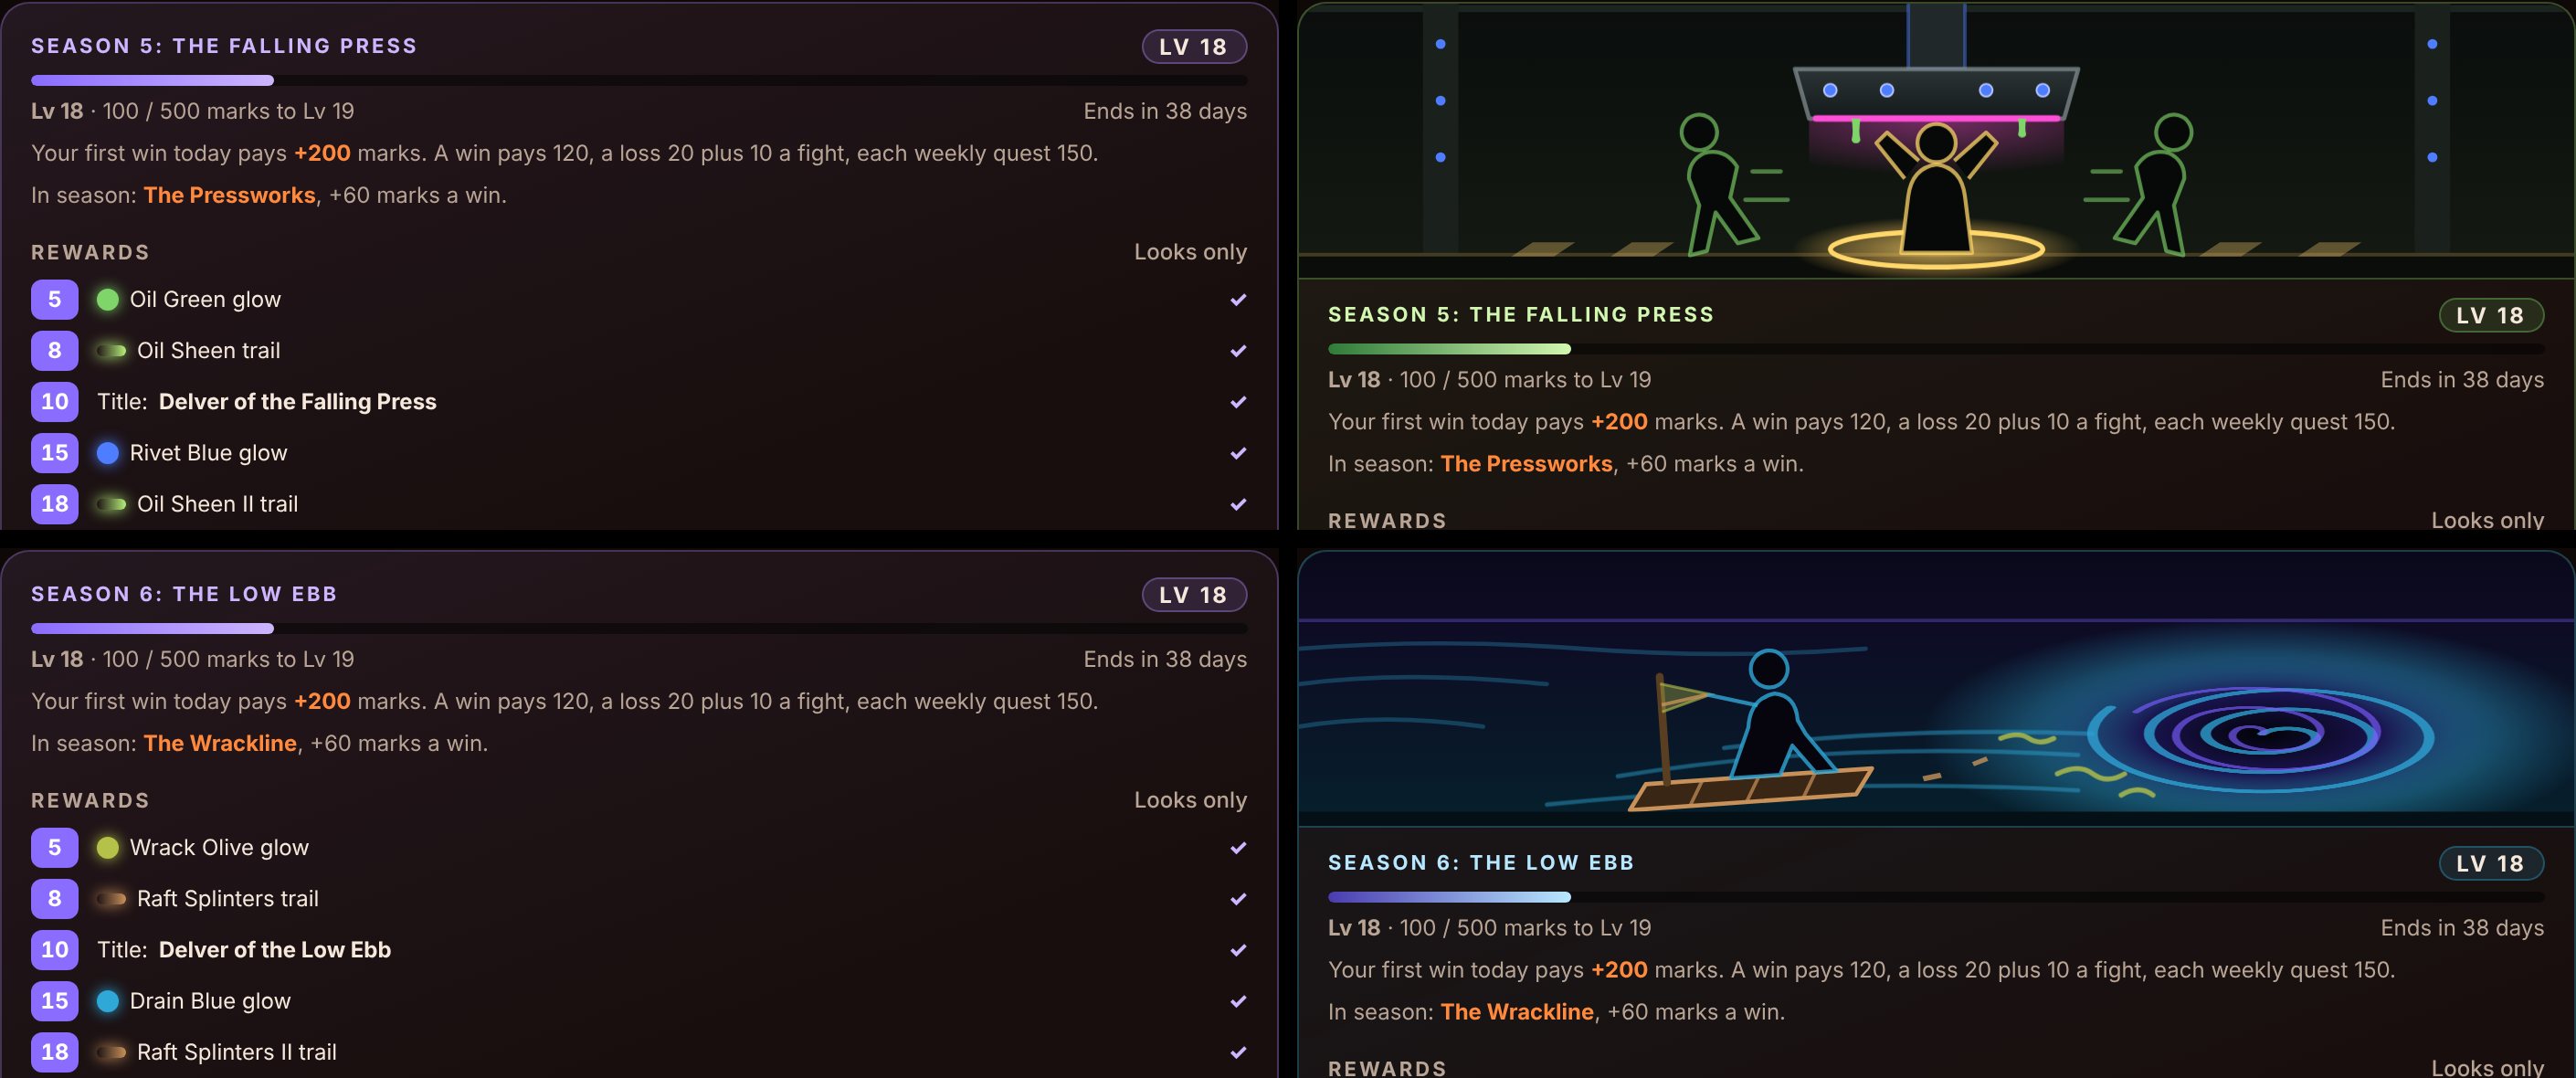 SEASON 5: THE FALLING PRESS
LV 18
Lv 18 · 100 / 500 marks to Lv 19
Ends in 38 days
Your first win today pays +200 marks. A win pays 120, a loss 20 plus 10 a fight, each weekly quest 150.
In season: The Pressworks, +60 marks a win.
REWARDS
Looks only
5 Oil Green glow
8 Oil Sheen trail
10 Title: Delver of the Falling Press
15 Rivet Blue glow
18 Oil Sheen II trail
SEASON 5: THE FALLING PRESS
LV 18
Lv 18 · 100 / 500 marks to Lv 19
Ends in 38 days
Your first win today pays +200 marks. A win pays 120, a loss 20 plus 10 a fight, each weekly quest 150.
In season: The Pressworks, +60 marks a win.
REWARDS
Looks only
SEASON 6: THE LOW EBB
LV 18
Lv 18 · 100 / 500 marks to Lv 19
Ends in 38 days
Your first win today pays +200 marks. A win pays 120, a loss 20 plus 10 a fight, each weekly quest 150.
In season: The Wrackline, +60 marks a win.
REWARDS
Looks only
5 Wrack Olive glow
8 Raft Splinters trail
10 Title: Delver of the Low Ebb
15 Drain Blue glow
18 Raft Splinters II trail
SEASON 6: THE LOW EBB
LV 18
Lv 18 · 100 / 500 marks to Lv 19
Ends in 38 days
Your first win today pays +200 marks. A win pays 120, a loss 20 plus 10 a fight, each weekly quest 150.
In season: The Wrackline, +60 marks a win.
REWARDS
Looks only